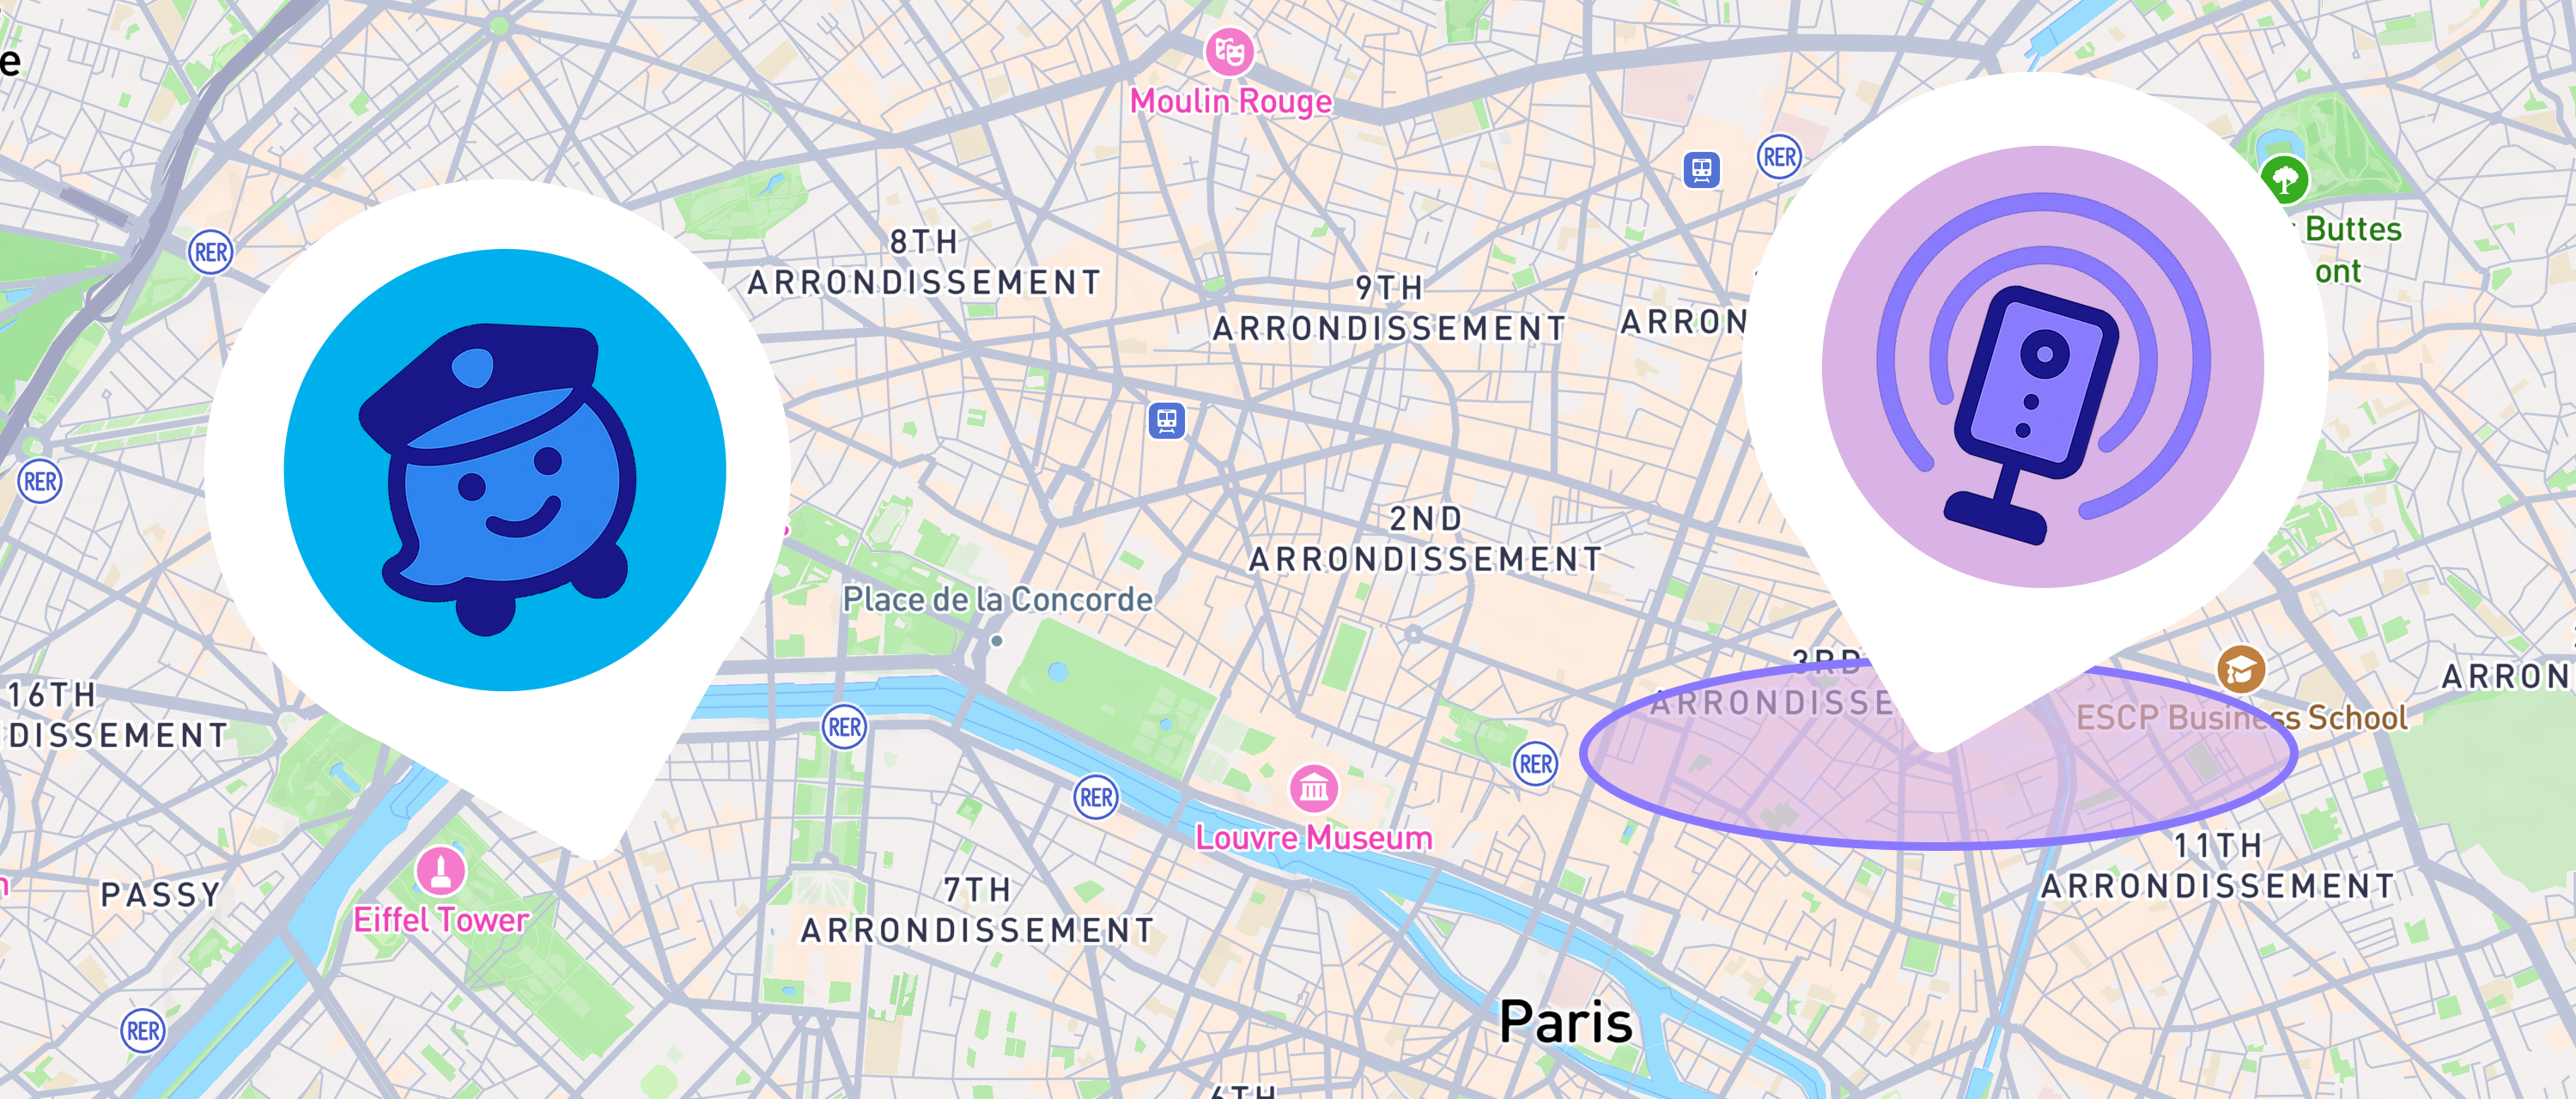 e
Moulin Rouge
RER
RER
8TH
ARRONDISSEMENT
9TH
ARRONDISSEMENT
ARRON
Buttes
ont
RER
2ND
ARRONDISSEMENT
s
Place de la Concorde
3RD
ARRONDISSE
ARRON
16TH
DISSEMENT
ESCP Business School
RER
RER
RER
Louvre Museum
11TH
ARRONDISSEMENT
PASSY
Eiffel Tower
7TH
ARRONDISSEMENT
n
RER
Paris
6TH